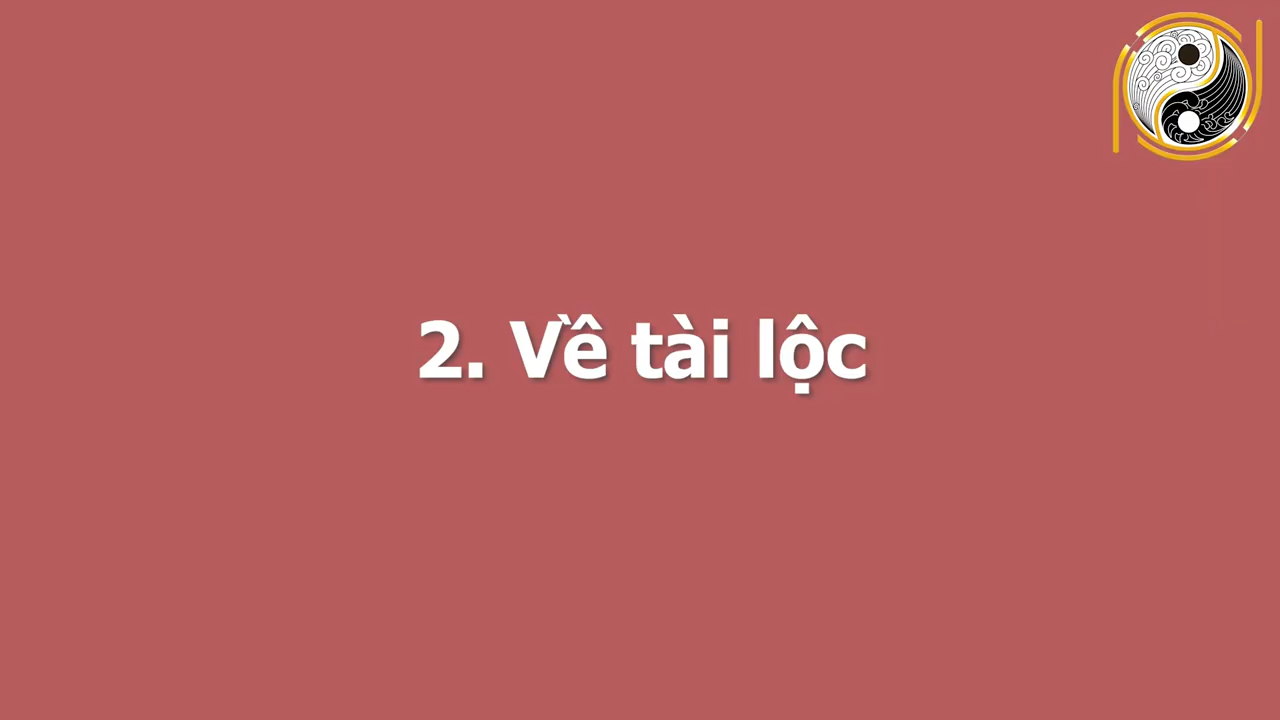 2. Về tài lộc